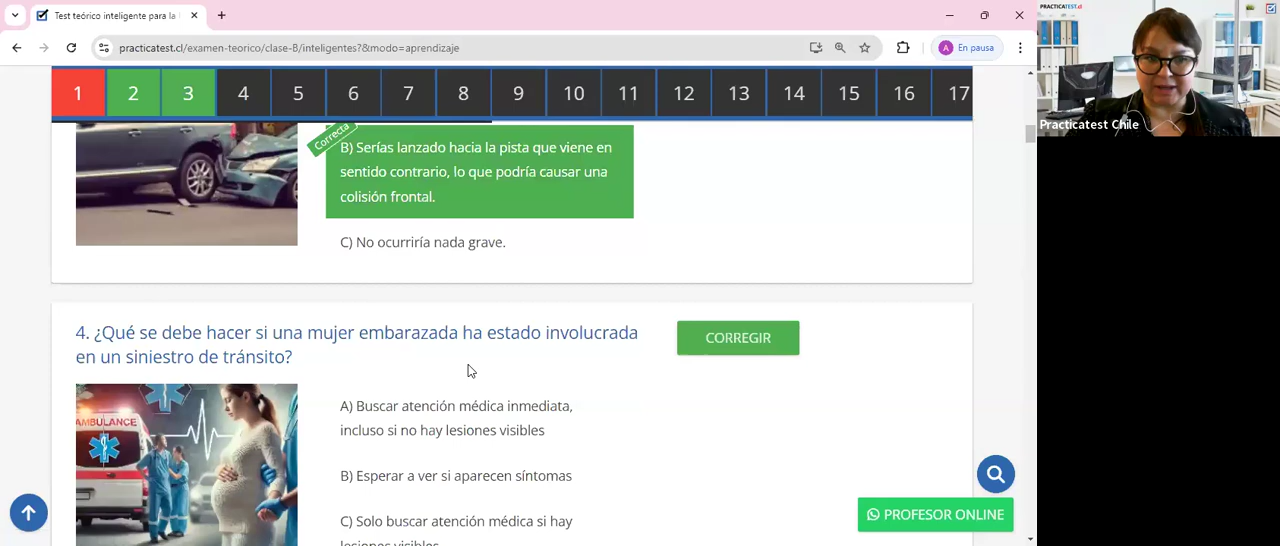 Test teórico inteligente para la
practicatest.cl/examen-teorico/clase-B/inteligentes?&modo=aprendizaje
A
En pausa
1 2 3 4 5 6 7 8 9 10 11 12 13 14 15 16 17
Correcta
B) Serías lanzado hacia la pista que viene en
sentido contrario, lo que podría causar una
colisión frontal.
C) No ocurriría nada grave.
4. ¿Qué se debe hacer si una mujer embarazada ha estado involucrada
en un siniestro de tránsito?
CORREGIR
AMBULANCE
A) Buscar atención médica inmediata,
incluso si no hay lesiones visibles
B) Esperar a ver si aparecen síntomas
C) Solo buscar atención médica si hay
lesiones visibles
PROFESOR ONLINE
PRACTICATEST.cl
Practicatest Chile